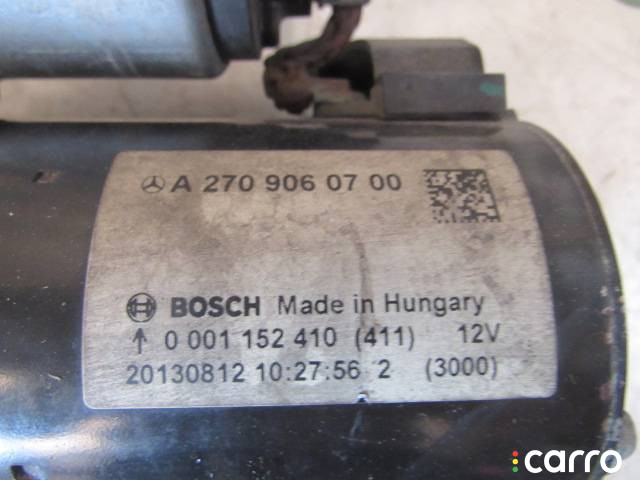 A 270 906 07 00
BOSCH Made in Hungary
↑ 0 001 152 410 (411) 12V
20130812 10:27:56 2 (3000)
carro